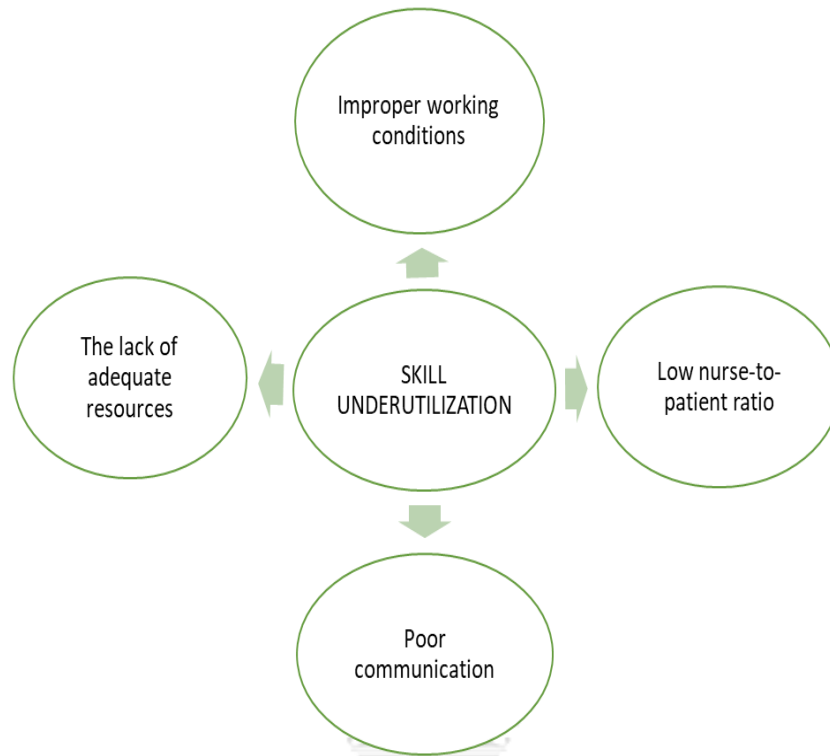 Improper working
conditions
The lack of
adequate
resources
SKILL
UNDERUTILIZATION
Low nurse-to-
patient ratio
Poor
communication